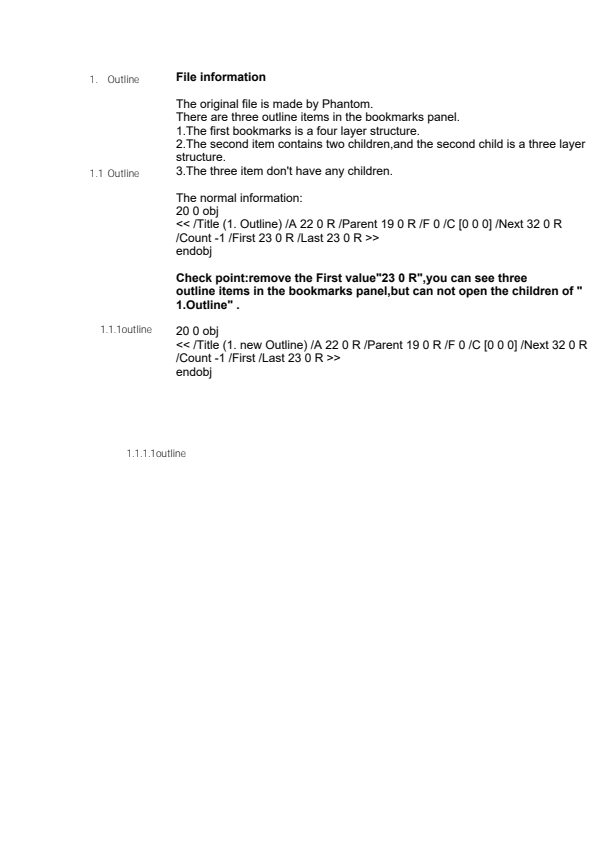 1. Outline
File information
The original file is made by Phantom.
There are three outline items in the bookmarks panel.
1.The first bookmarks is a four layer structure.
2.The second item contains two children,and the second child is a three layer
structure.
1.1 Outline
3.The three item don't have any children.
The normal information:
20 0 obj
<< /Title (1. Outline) /A 22 0 R /Parent 19 0 R /F 0 /C [0 0 0] /Next 32 0 R
/Count -1 /First 23 0 R /Last 23 0 R >>
endobj
Check point:remove the First value"23 0 R",you can see three
outline items in the bookmarks panel,but can not open the children of "
1.Outline" .
1.1.1outline
20 0 obj
<< /Title (1. new Outline) /A 22 0 R /Parent 19 0 R /F 0 /C [0 0 0] /Next 32 0 R
/Count -1 /First /Last 23 0 R >>
endobj
1.1.1.1outline